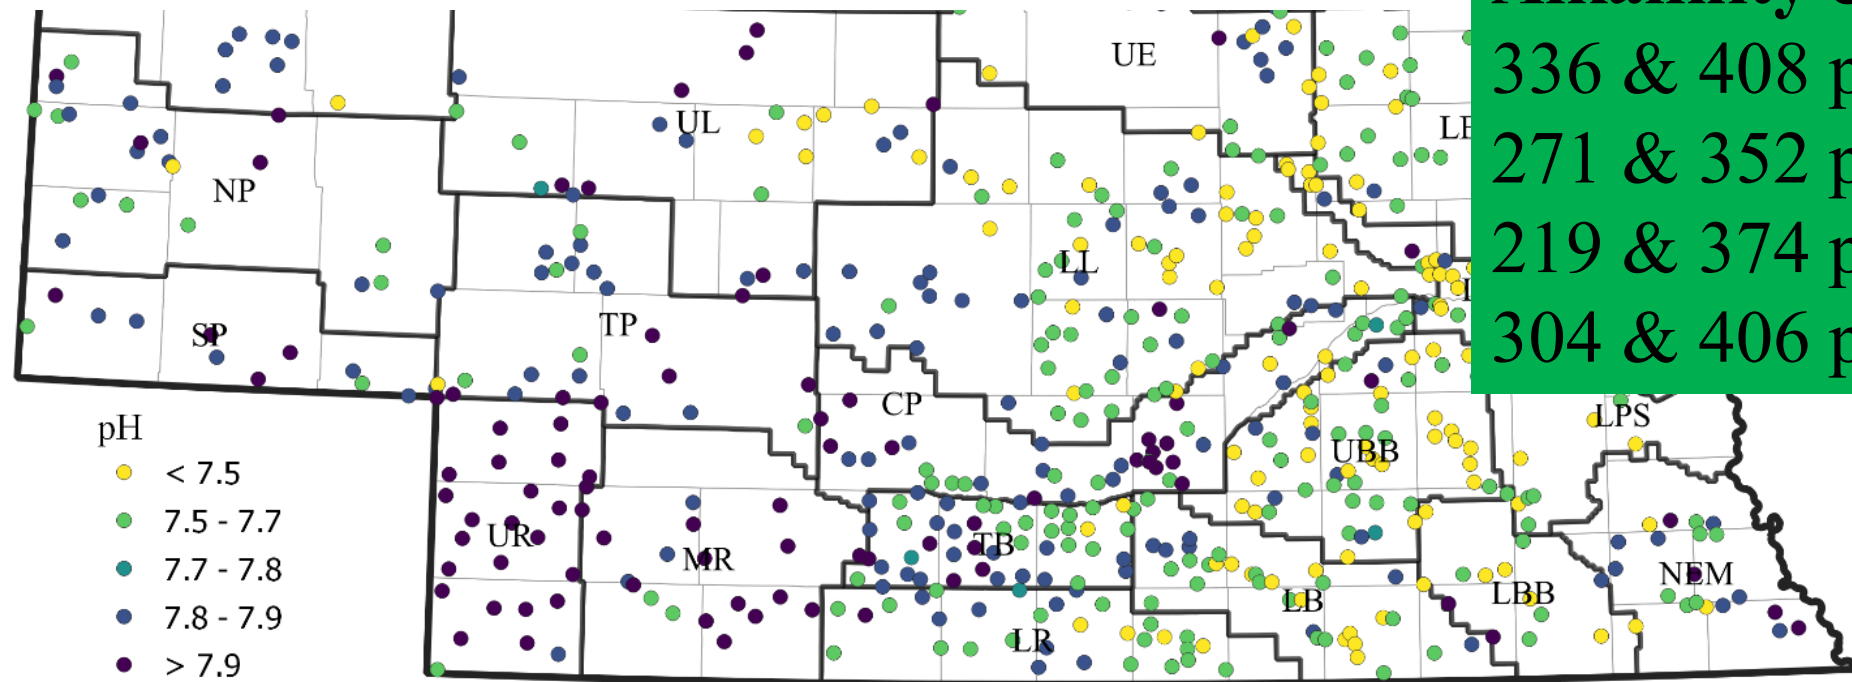 UE
336 & 408 p
UL
271 & 352 p
NP
219 & 374 p
LL
304 & 406 p
SP
TP
CP
LPS
pH
UBB
< 7.5
7.5 - 7.7
UR
MR
TB
7.7 - 7.8
NEM
LB
LBB
7.8 - 7.9
LR
> 7.9